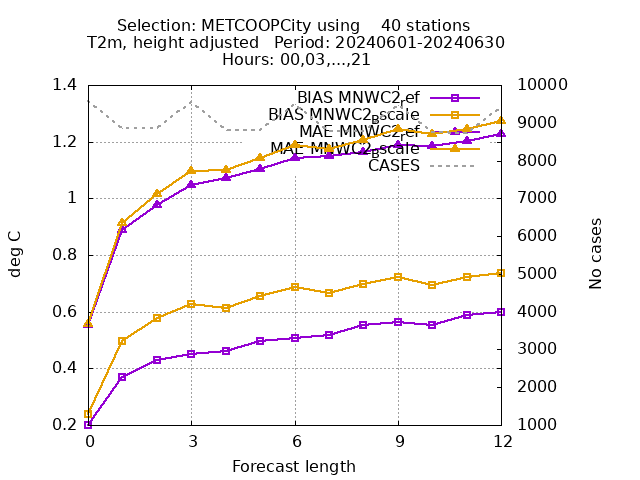 Selection: METCOOPCity using    40 stations
T2m, height adjusted   Period: 20240601-20240630
Hours: 00,03,...,21
1.4
1.2
1
0.8
0.6
0.4
0.2
deg C
BIAS MNWC2_ref
BIAS MNWC2_Bscale
MAE MNWC2_ref
MAE MNWC2_Bscale
CASES
10000
9000
8000
7000
6000
5000
4000
3000
2000
1000
No cases
0 3 6 9 12
Forecast length